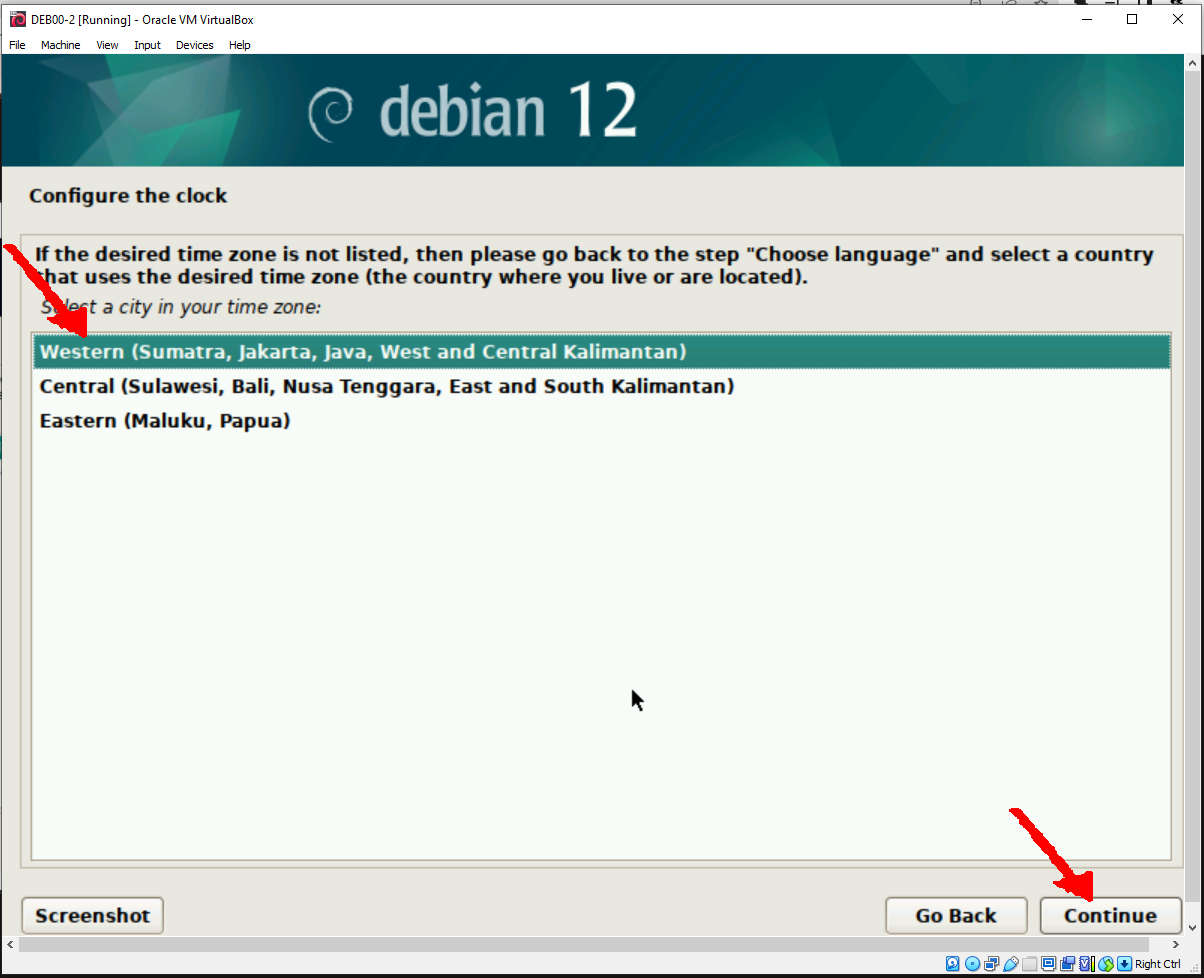 DEB00-2 [Running] - Oracle VM VirtualBox
File Machine View Input Devices Help
debian 12
Configure the clock
If the desired time zone is not listed, then please go back to the step "Choose language" and select a country
that uses the desired time zone (the country where you live or are located).
Select a city in your time zone:
Western (Sumatra, Jakarta, Java, West and Central Kalimantan)
Central (Sulawesi, Bali, Nusa Tenggara, East and South Kalimantan)
Eastern (Maluku, Papua)
Screenshot Go Back Continue
Right Ctrl